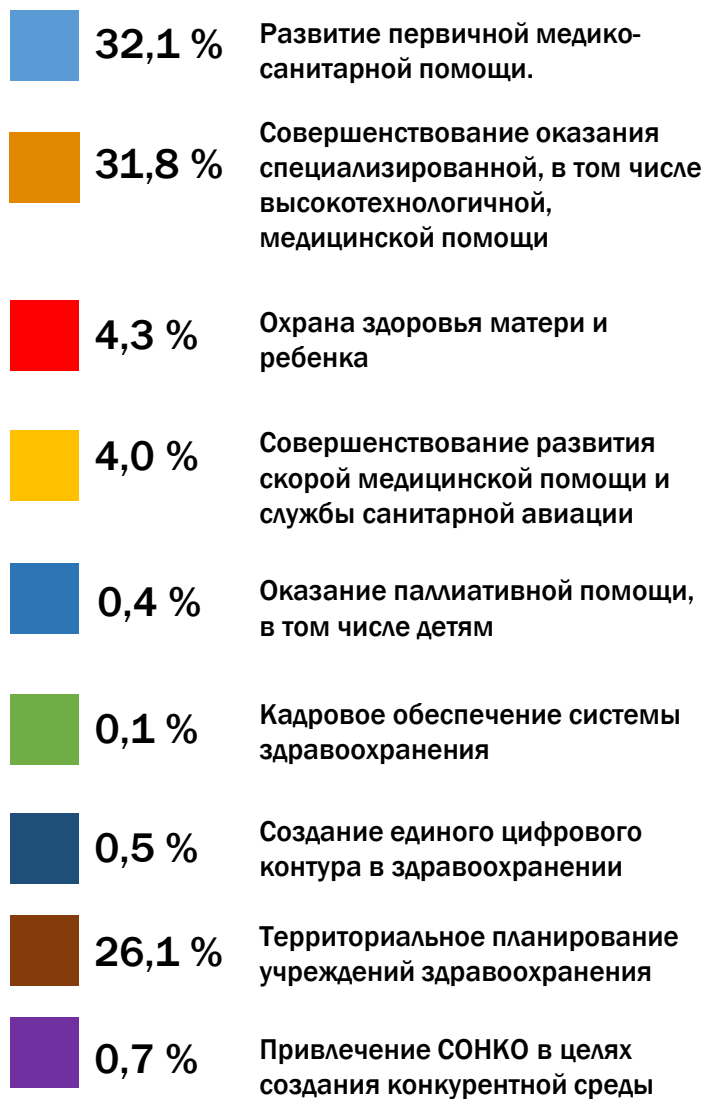 32,1 %
Развитие первичной медико-
санитарной помощи.
31,8 %
Совершенствование оказания
специализированной, в том числе
высокотехнологичной,
медицинской помощи
4,3 %
Охрана здоровья матери и
ребенка
4,0 %
Совершенствование развития
скорой медицинской помощи и
службы санитарной авиации
0,4 %
Оказание паллиативной помощи,
в том числе детям
0,1 %
Кадровое обеспечение системы
здравоохранения
0,5 %
Создание единого цифрового
контура в здравоохранении
26,1 %
Территориальное планирование
учреждений здравоохранения
0,7 %
Привлечение СОНКО в целях
создания конкурентной среды